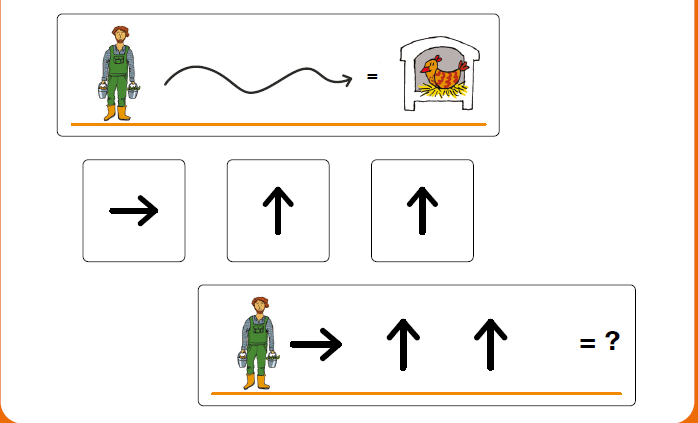 =
= ?